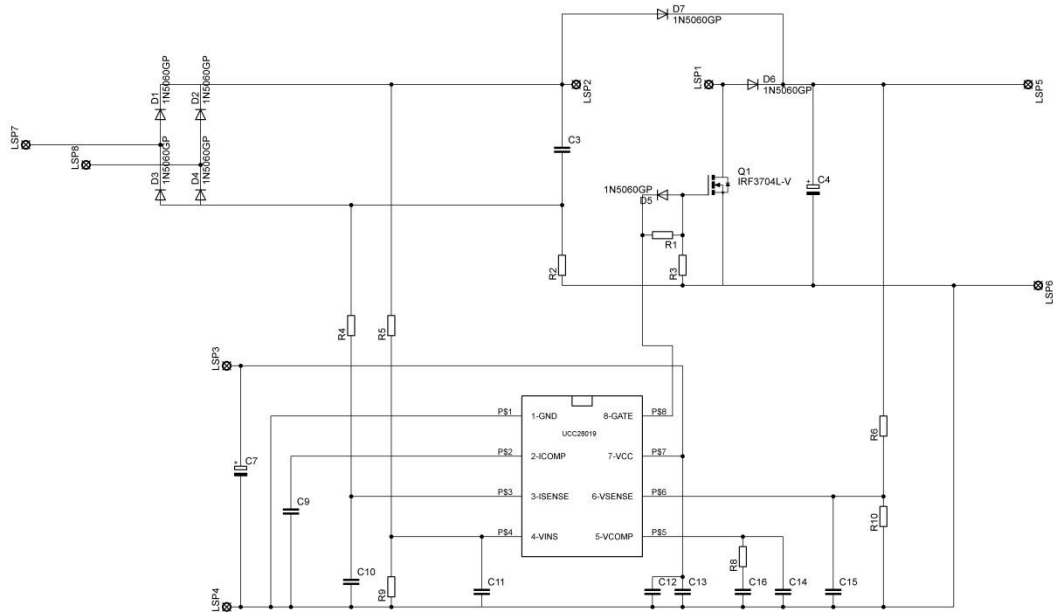 D7
1N5060GP
D1
1N5060GP
D2
1N5060GP
LSP2
LSP1
D6
1N5060GP
LSP5
LSP7
LSP8
D3
1N5060GP
D4
1N5060GP
C3
Q1
IRF3704L-V
C4
1N5060GP
D5
R1
R2
R3
LSP6
R4
R5
LSP3
P$1
1-GND
8-GATE
P$8
UCC28019
P$2
2-ICOMP
7-VCC
P$7
P$3
3-ISENSE
6-VSENSE
P$6
P$4
4-VINS
5-VCOMP
P$5
R6
C7
+
C9
R10
C10
R9
C11
C12
C13
R8
C16
C14
C15
LSP4